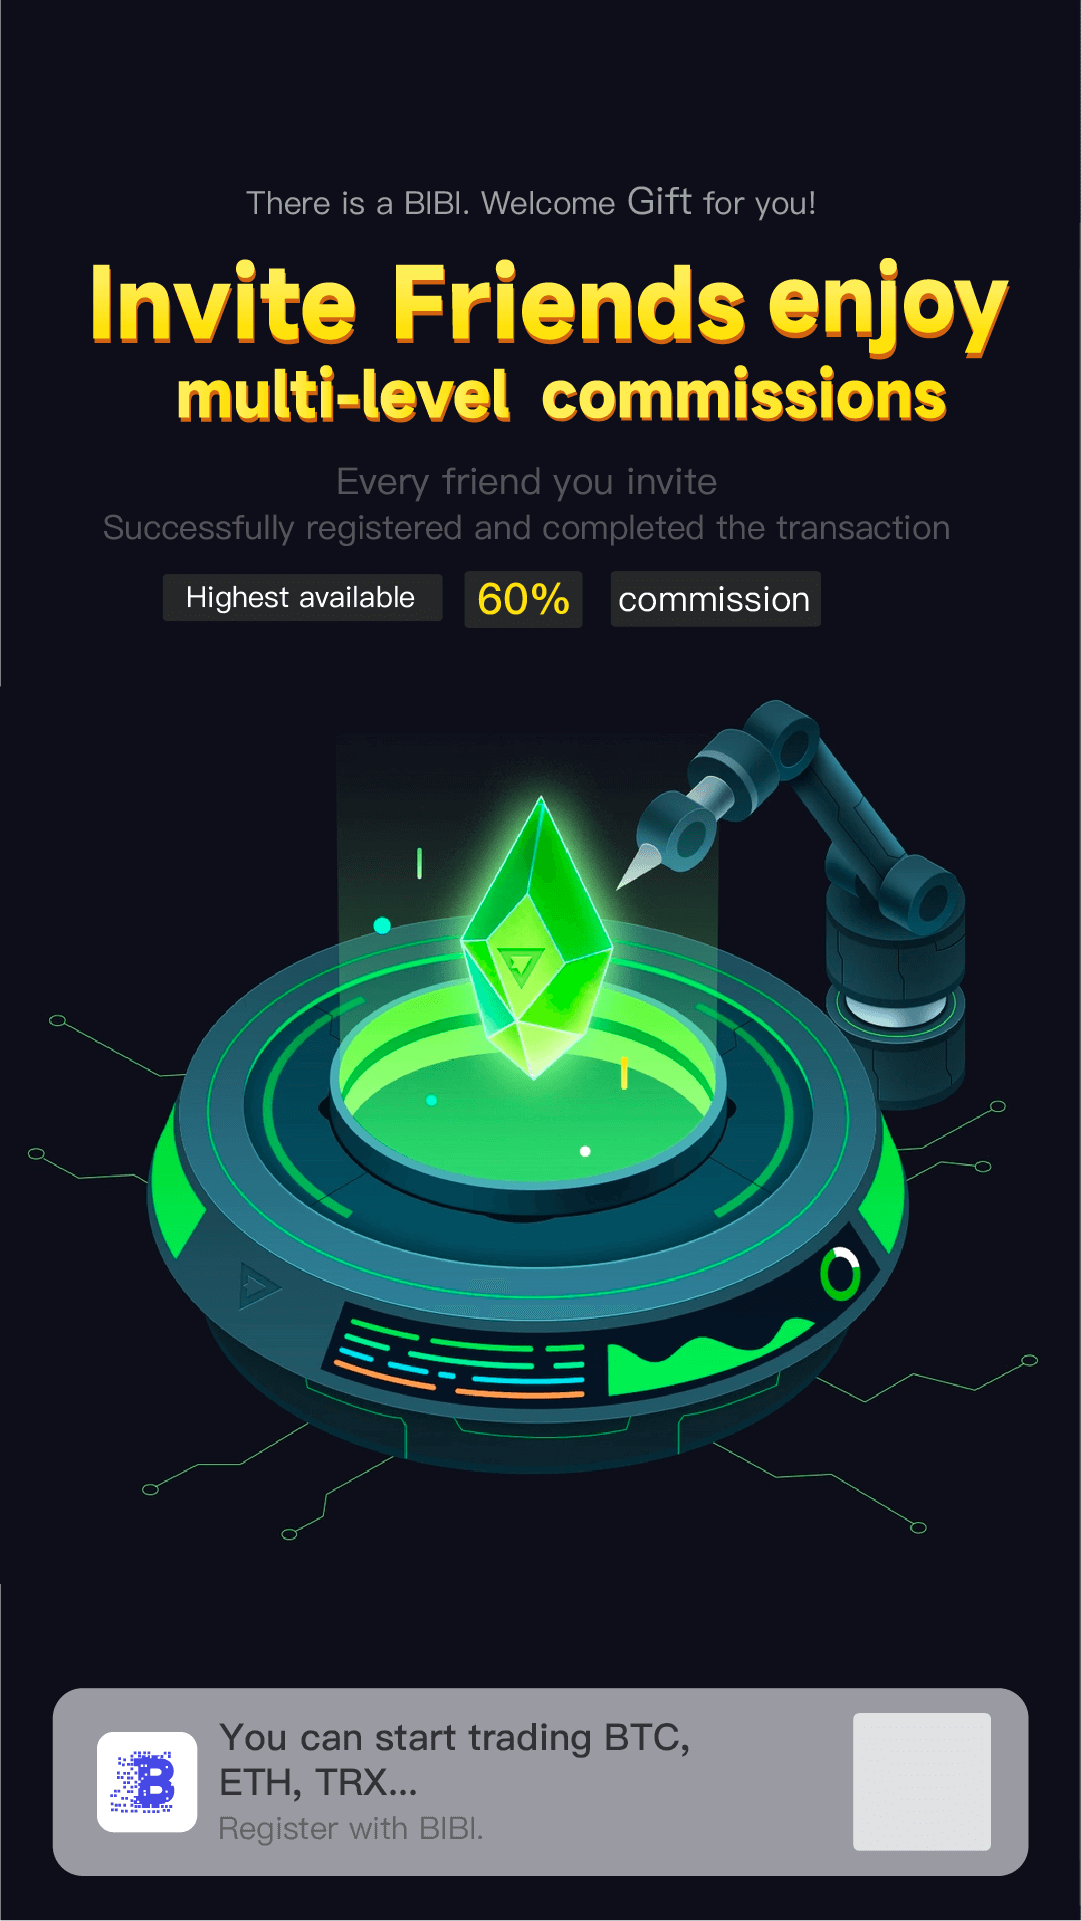 There is a BIBI. Welcome Gift for you!
Invite Friends enjoy
multi-level commissions
Every friend you invite
Successfully registered and completed the transaction
Highest available 60% commission
You can start trading BTC,
ETH, TRX...
Register with BIBI.